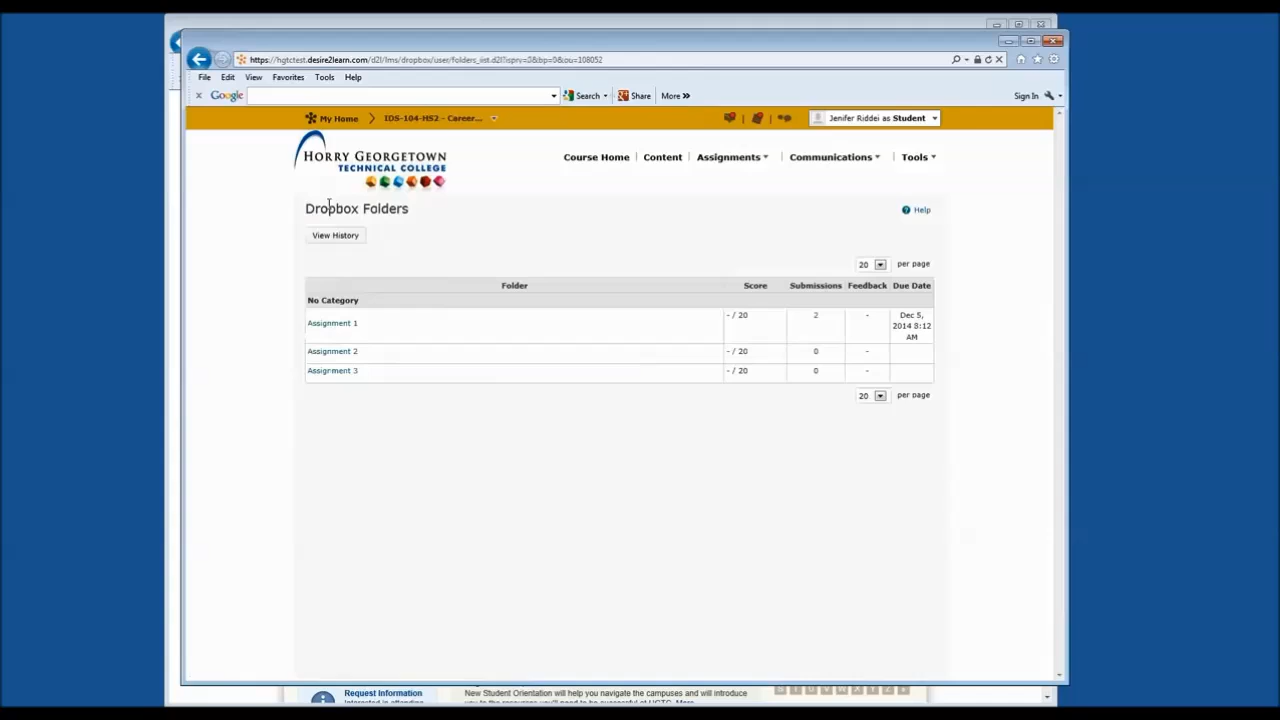 https://hgtctest.desire2learn.com/d2l/lms/dropbox/user/folders_list.d2l?isprv=0&bp=0&ou=108052
File Edit View Favorites Tools Help
x Google Search Share More » Sign In
My Home IDS-104-HS2 - Career... Jenifer Riddei as Student
HORRY GEORGETOWN
TECHNICAL COLLEGE
Course Home Content Assignments Communications Tools
Dropbox Folders Help
View History
20 per page
Folder Score Submissions Feedback Due Date
No Category
Assignment 1 - / 20 2 - Dec 5,
2014 8:12
AM
Assignment 2 - / 20 0 -
Assignment 3 - / 20 0 -
20 per page
Request Information New Student Orientation will help you navigate the campuses and will introduce